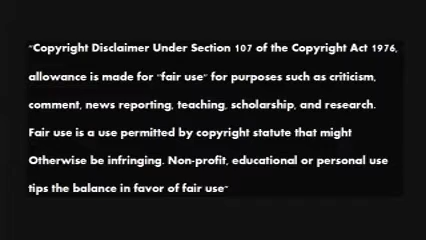 "Copyright Disclaimer Under Section 107 of the Copyright Act 1976,
allowance is made for "fair use" for purposes such as criticism,
comment, news reporting, teaching, scholarship, and research.
Fair use is a use permitted by copyright statute that might
Otherwise be infringing. Non-profit, educational or personal use
tips the balance in favor of fair use"